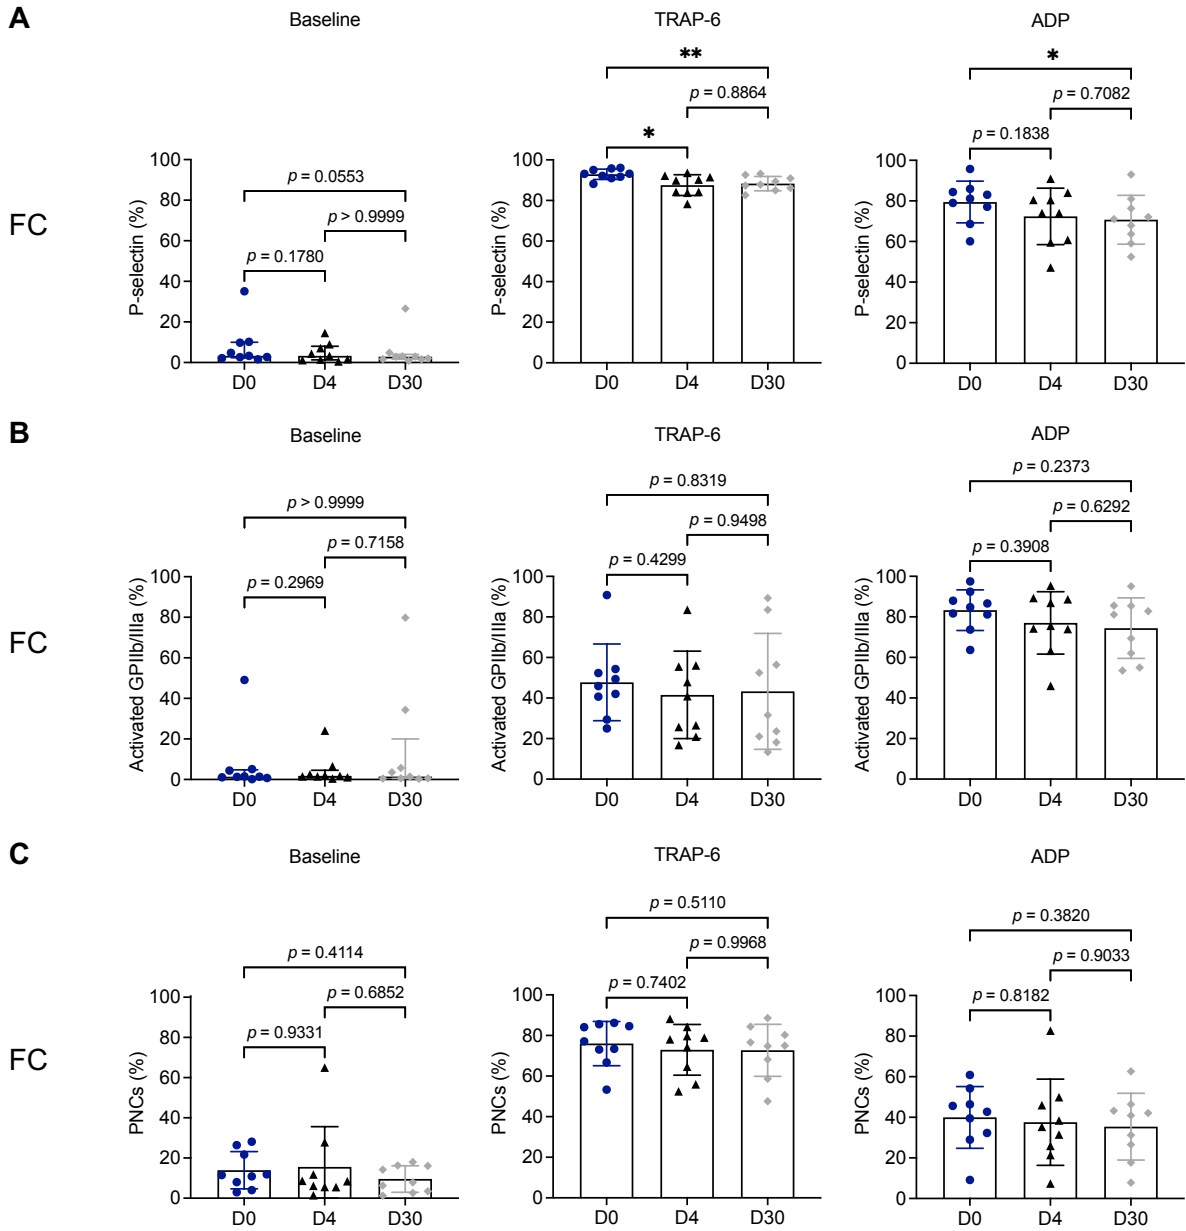 A
Baseline
TRAP-6
ADP
FC
P-selectin (%)
100
80
60
40
20
0
p = 0.0553
p > 0.9999
p = 0.1780
D0 D4 D30
P-selectin (%)
100
80
60
40
20
0
**
p = 0.8864
*
D0 D4 D30
P-selectin (%)
100
80
60
40
20
0
*
p = 0.7082
p = 0.1838
D0 D4 D30
B
Baseline
TRAP-6
ADP
FC
Activated GPIIb/IIIa (%)
100
80
60
40
20
0
p > 0.9999
p = 0.7158
p = 0.2969
D0 D4 D30
Activated GPIIb/IIIa (%)
100
80
60
40
20
0
p = 0.8319
p = 0.9498
p = 0.4299
D0 D4 D30
Activated GPIIb/IIIa (%)
100
80
60
40
20
0
p = 0.2373
p = 0.6292
p = 0.3908
D0 D4 D30
C
Baseline
TRAP-6
ADP
FC
PNCs (%)
100
80
60
40
20
0
p = 0.4114
p = 0.6852
p = 0.9331
D0 D4 D30
PNCs (%)
100
80
60
40
20
0
p = 0.5110
p = 0.9968
p = 0.7402
D0 D4 D30
PNCs (%)
100
80
60
40
20
0
p = 0.3820
p = 0.9033
p = 0.8182
D0 D4 D30